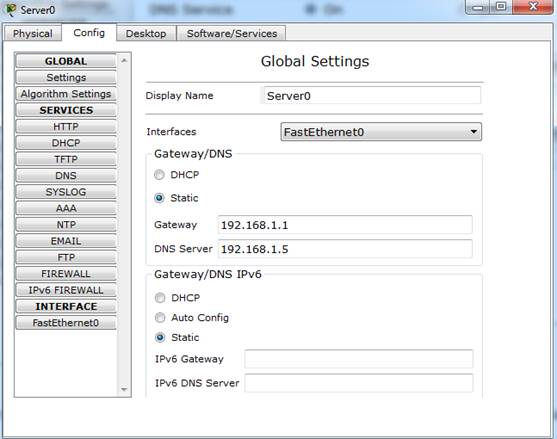 DNS Service On
Server0
Physical Config Desktop Software/Services
GLOBAL
Settings
Algorithm Settings
SERVICES
HTTP
DHCP
TFTP
DNS
SYSLOG
AAA
NTP
EMAIL
FTP
FIREWALL
IPv6 FIREWALL
INTERFACE
FastEthernet0
Global Settings
Display Name Server0
Interfaces FastEthernet0
Gateway/DNS
DHCP
Static
Gateway 192.168.1.1
DNS Server 192.168.1.5
Gateway/DNS IPv6
DHCP
Auto Config
Static
IPv6 Gateway
IPv6 DNS Server